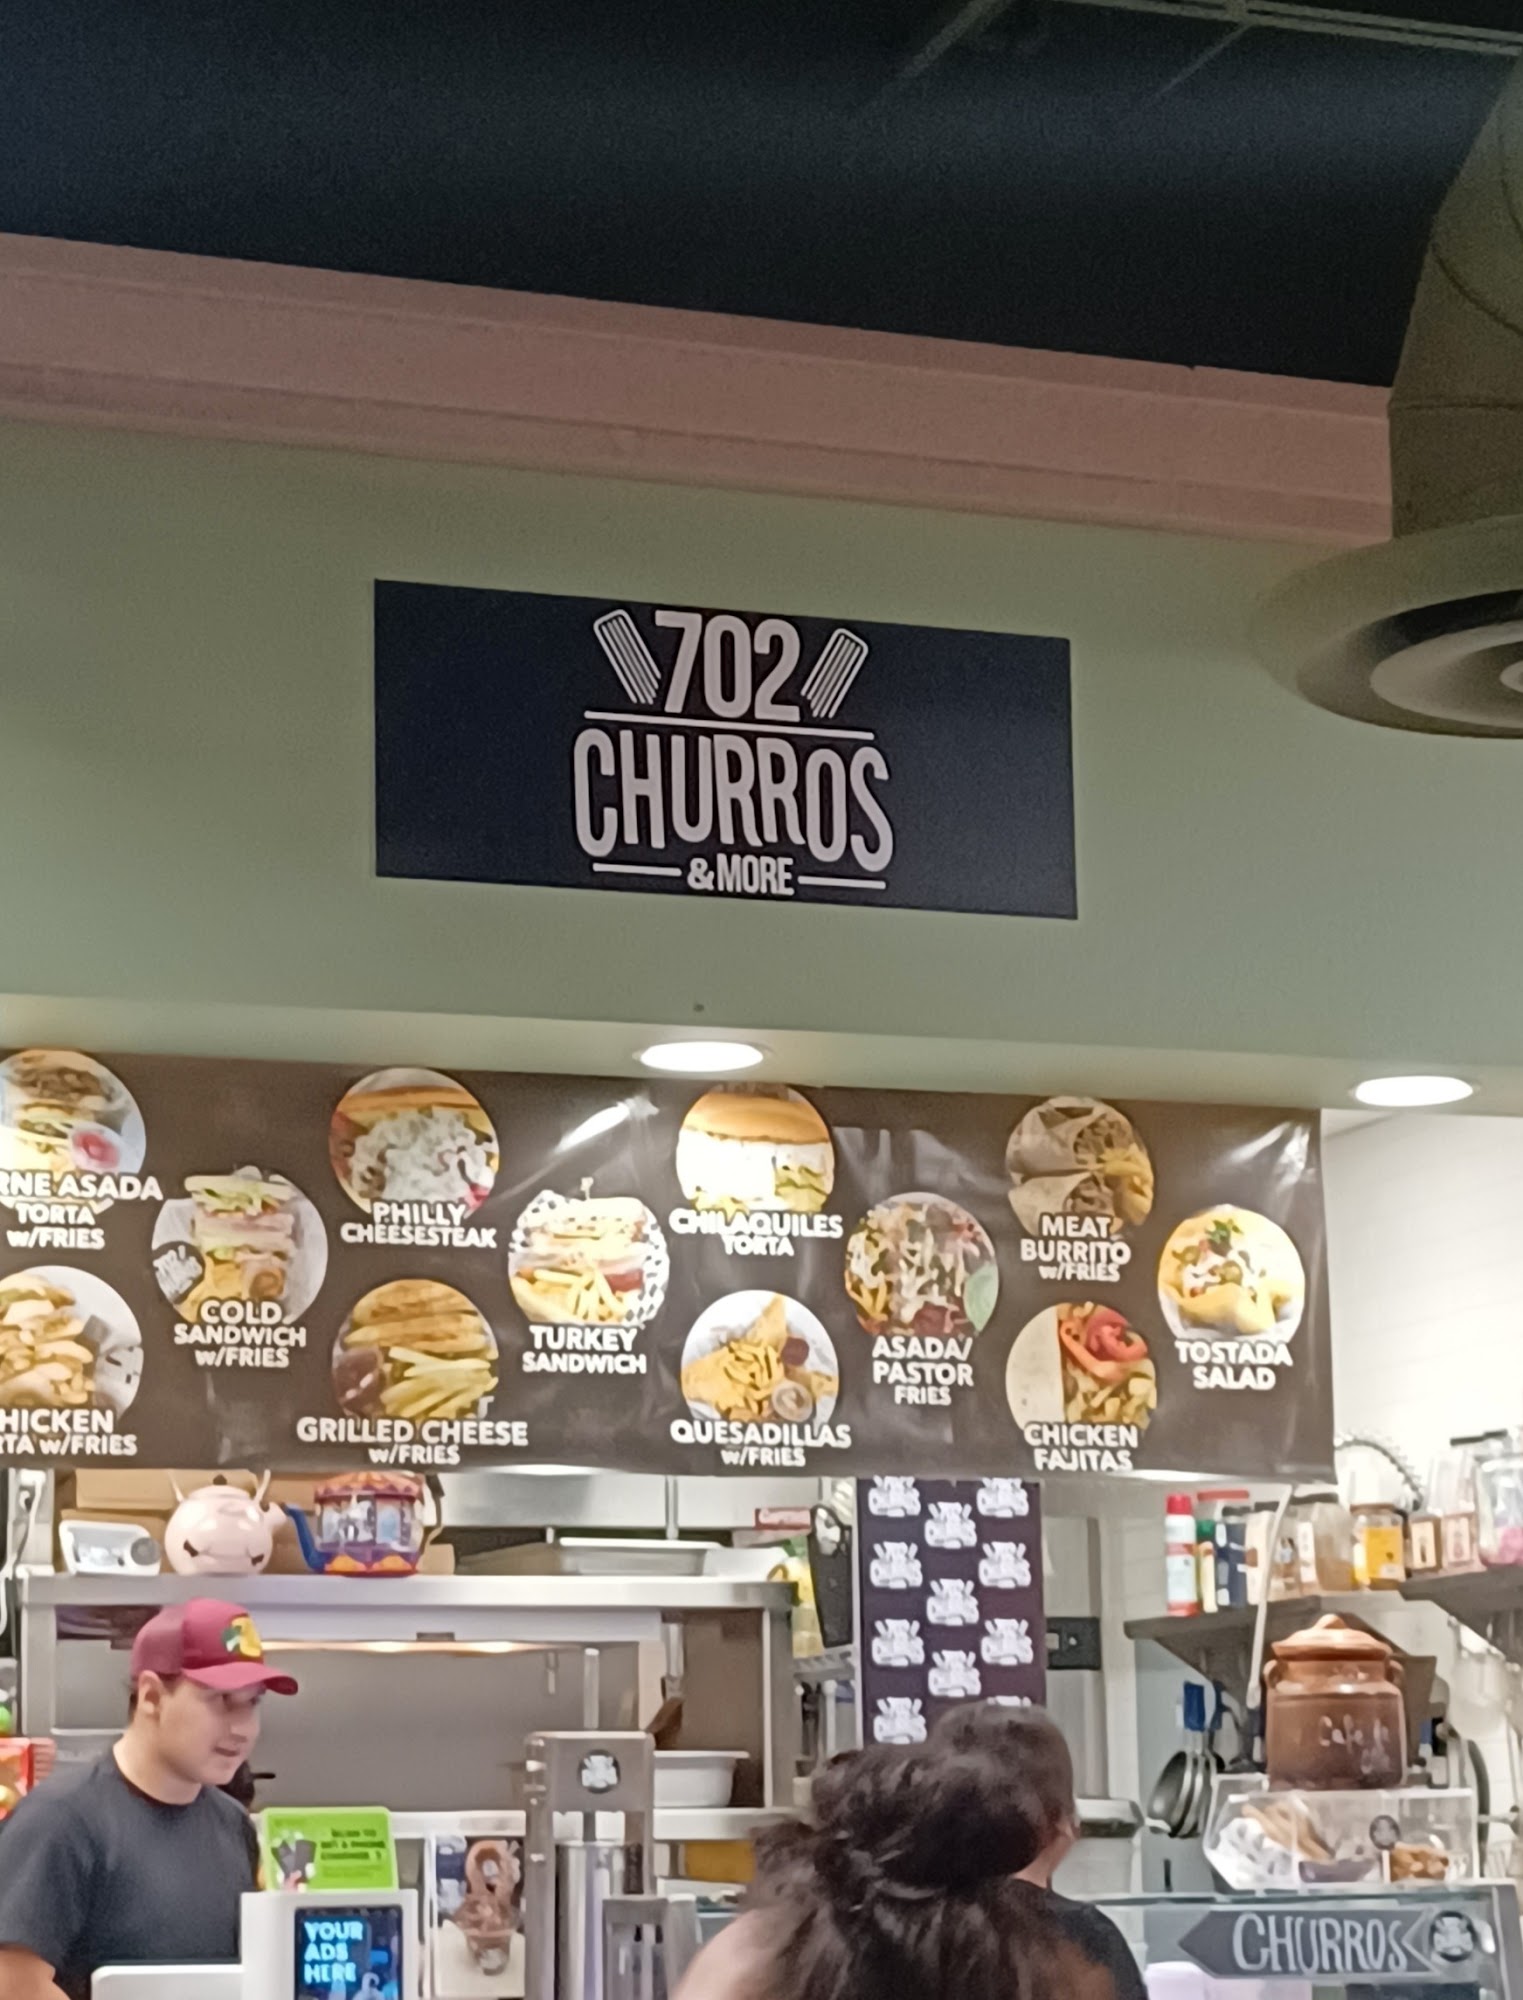 702
CHURROS
&MORE
RNE ASADA
TORTA
w/FRIES
COLD
SANDWICH
w/FRIES
PHILLY
CHEESESTEAK
TURKEY
SANDWICH
CHILAQUILES
TORTA
ASADA/
PASTOR
FRIES
MEAT
BURRITO
w/FRIES
TOSTADA
SALAD
HICKEN
RTA w/FRIES
GRILLED CHEESE
w/FRIES
QUESADILLAS
w/FRIES
CHICKEN
FAJITAS
YOUR
ADS
HERE
CHURROS